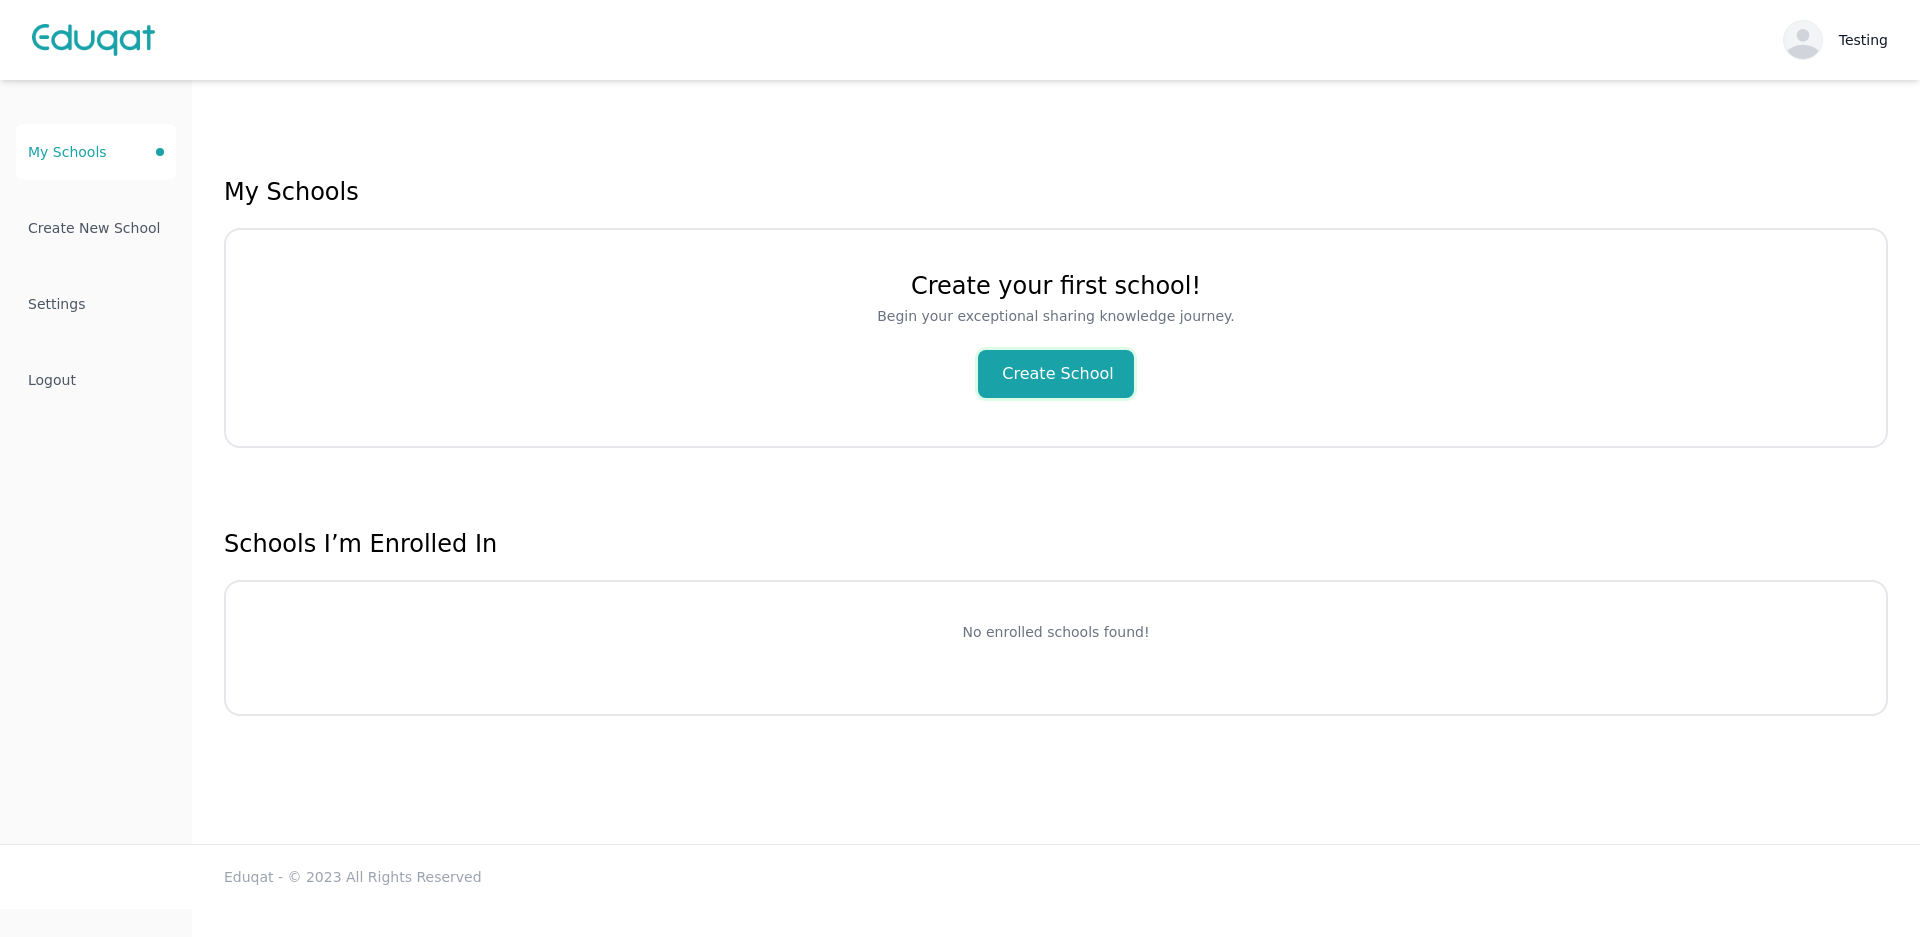 Eduqat
Testing
My Schools
Create New School
Settings
Logout
My Schools
Create your first school!
Begin your exceptional sharing knowledge journey.
Create School
Schools I’m Enrolled In
No enrolled schools found!
Eduqat - © 2023 All Rights Reserved